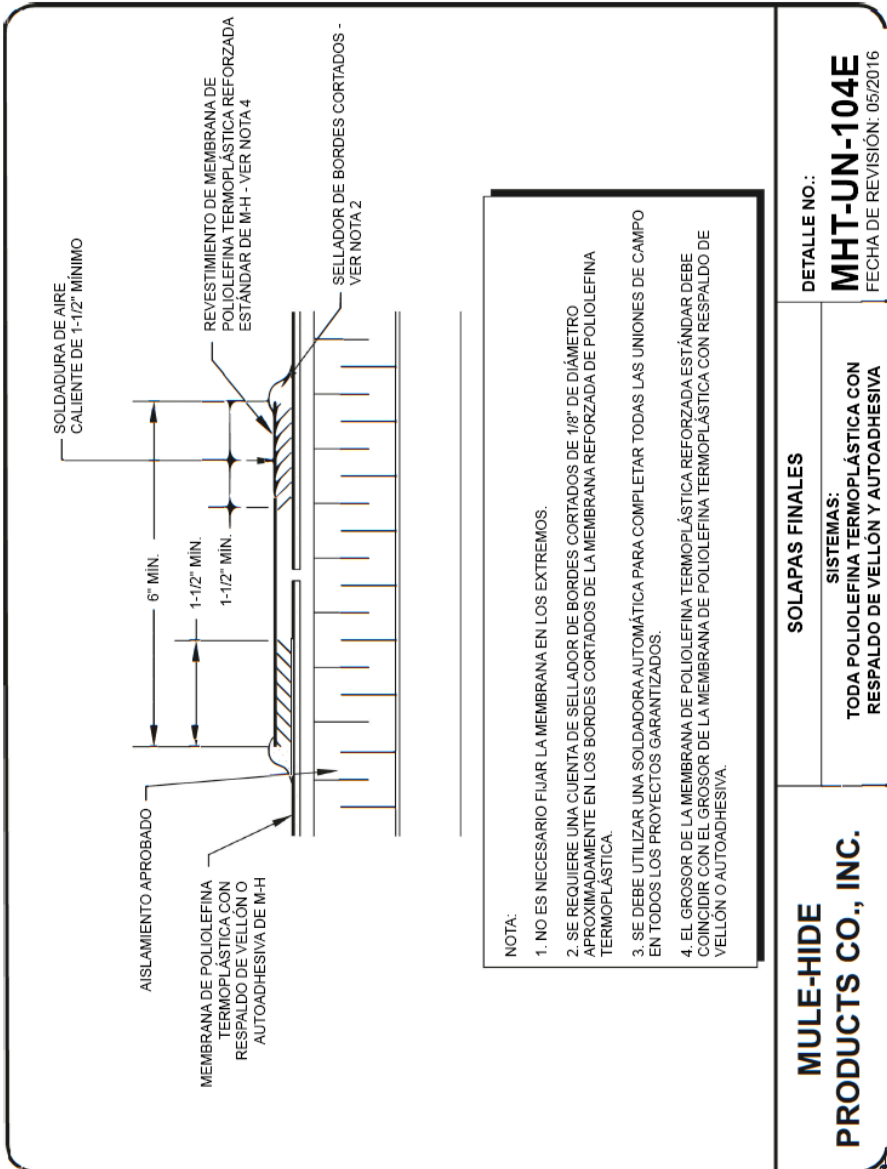 SOLDADURA DE AIRE
CALIENTE DE 1-1/2" MÍNIMO
6" MÍN.
1-1/2" MÍN.
1-1/2" MÍN.
AISLAMIENTO APROBADO
MEMBRANA DE POLIOLEFINA
TERMOPLÁSTICA CON
RESPALDO DE VELLÓN O
AUTOADHESIVA DE M-H
REVESTIMIENTO DE MEMBRANA DE
POLIOLEFINA TERMOPLÁSTICA REFORZADA
ESTÁNDAR DE M-H - VER NOTA 4
SELLADOR DE BORDES CORTADOS -
VER NOTA 2
NOTA:
1. NO ES NECESARIO FIJAR LA MEMBRANA EN LOS EXTREMOS.
2. SE REQUIERE UNA CUENTA DE SELLADOR DE BORDES CORTADOS DE 1/8" DE DIÁMETRO
APROXIMADAMENTE EN LOS BORDES CORTADOS DE LA MEMBRANA REFORZADA DE POLIOLEFINA
TERMOPLÁSTICA.
3. SE DEBE UTILIZAR UNA SOLDADORA AUTOMÁTICA PARA COMPLETAR TODAS LAS UNIONES DE CAMPO
EN TODOS LOS PROYECTOS GARANTIZADOS.
4. EL GROSOR DE LA MEMBRANA DE POLIOLEFINA TERMOPLÁSTICA REFORZADA ESTÁNDAR DEBE
COINCIDIR CON EL GROSOR DE LA MEMBRANA DE POLIOLEFINA TERMOPLÁSTICA CON RESPALDO DE
VELLÓN O AUTOADHESIVA.
MULE-HIDE
PRODUCTS CO., INC.
SOLAPAS FINALES
SISTEMAS:
TODA POLIOLEFINA TERMOPLÁSTICA CON
RESPALDO DE VELLÓN Y AUTOADHESIVA
DETALLE NO.:
MHT-UN-104E
FECHA DE REVISIÓN: 05/2016